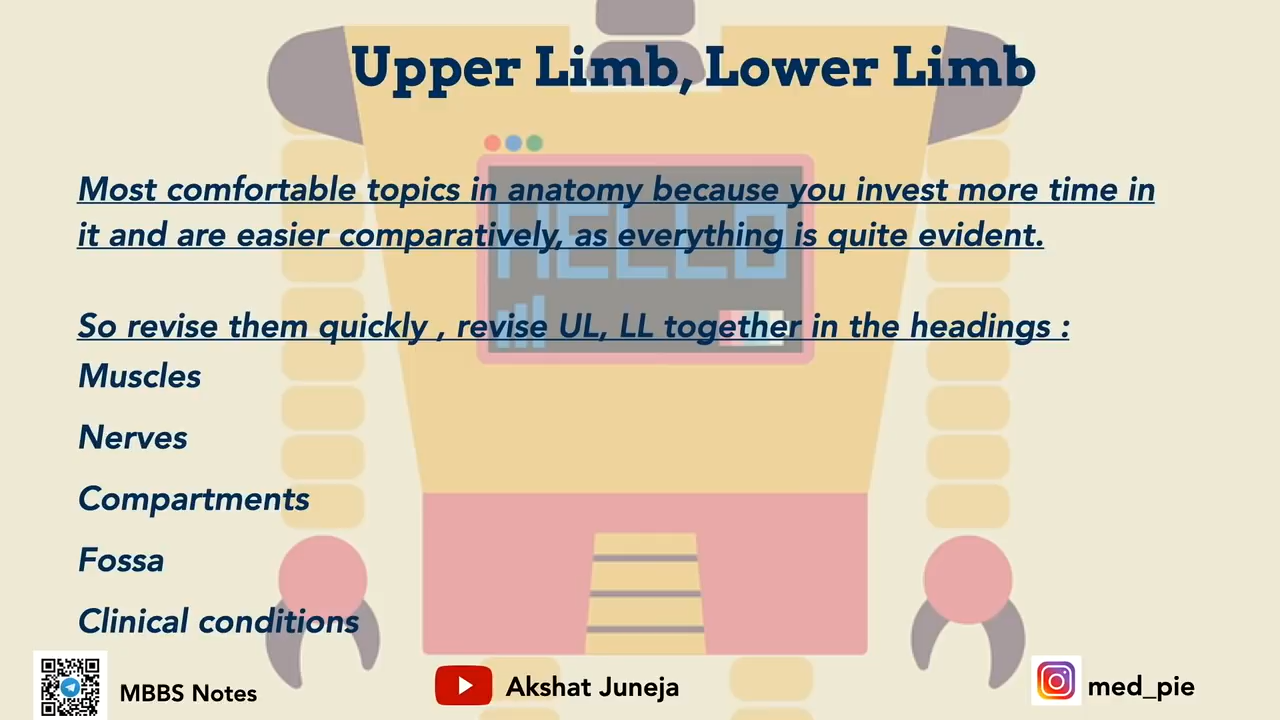 Upper Limb, Lower Limb
HELLO
Most comfortable topics in anatomy because you invest more time in
it and are easier comparatively, as everything is quite evident.
So revise them quickly , revise UL, LL together in the headings :
Muscles
Nerves
Compartments
Fossa
Clinical conditions
MBBS Notes
Akshat Juneja
med_pie